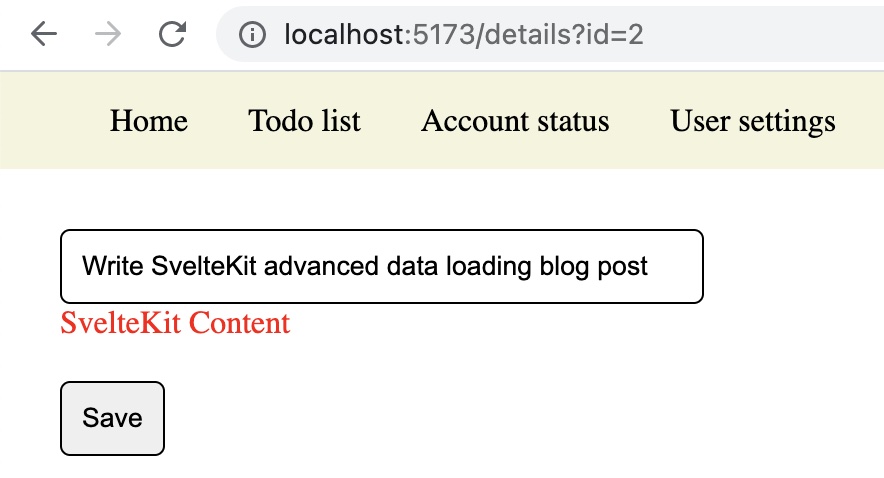 localhost:5173/details?id=2
Home Todo list Account status User settings
Write SvelteKit advanced data loading blog post
SvelteKit Content
Save